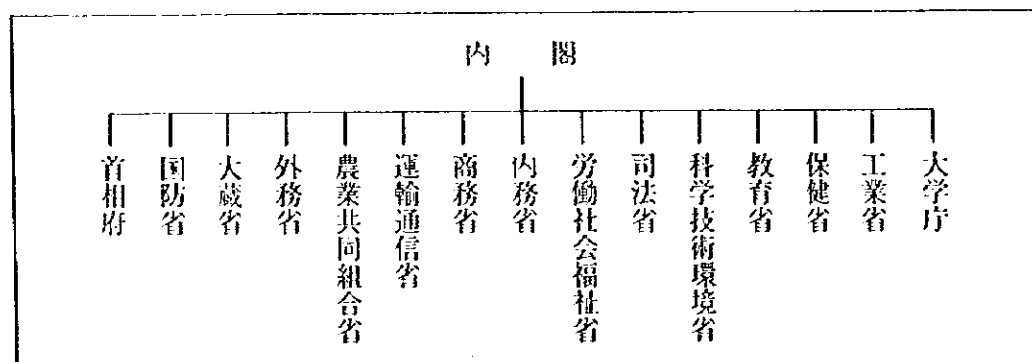 内閣
首相府
国防省
大蔵省
外務省
農業共同組合省
運輸通信省
商務省
内務省
労働社会福祉省
司法省
科学技術環境省
教育省
保健省
工業省
大学庁